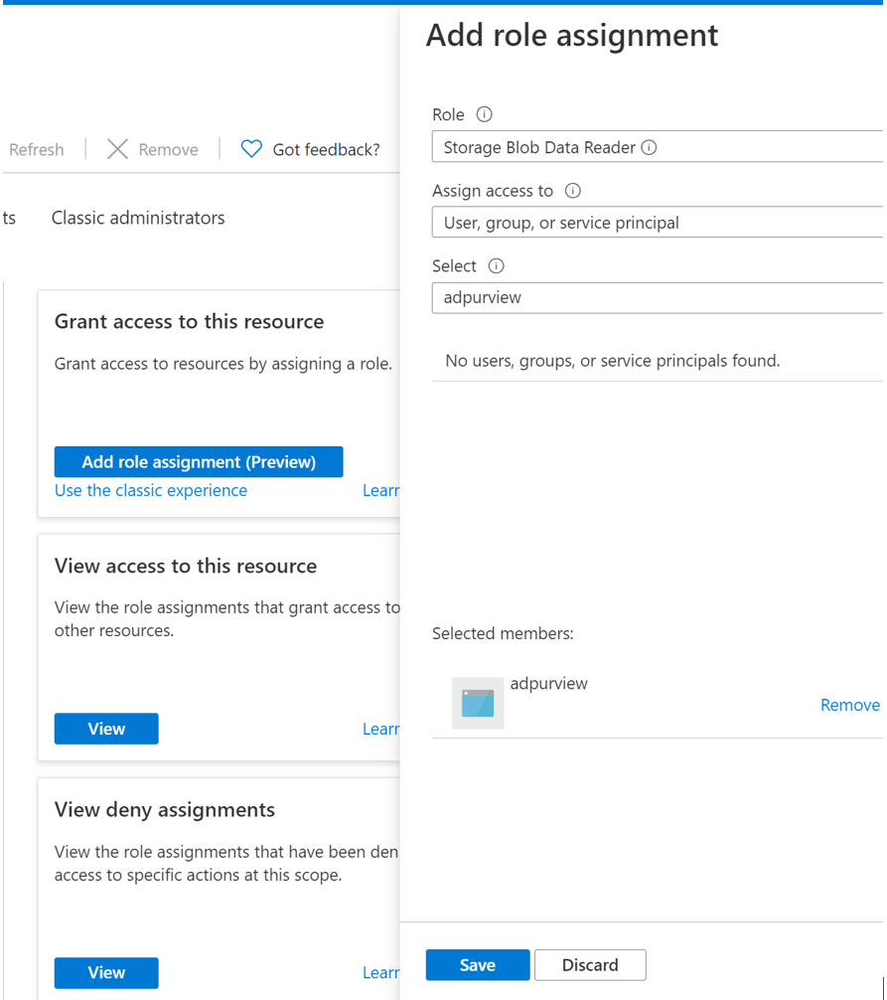 Refresh
Remove
Got feedback?
ts
Classic administrators
Grant access to this resource
Grant access to resources by assigning a role.
Add role assignment (Preview)
Use the classic experience
Learn
View access to this resource
View the role assignments that grant access to
other resources.
View
Learn
View deny assignments
View the role assignments that have been den
access to specific actions at this scope.
View
Learn
Add role assignment
Role
Storage Blob Data Reader
Assign access to
User, group, or service principal
Select
adpurview
No users, groups, or service principals found.
Selected members:
adpurview
Remove
Save
Discard